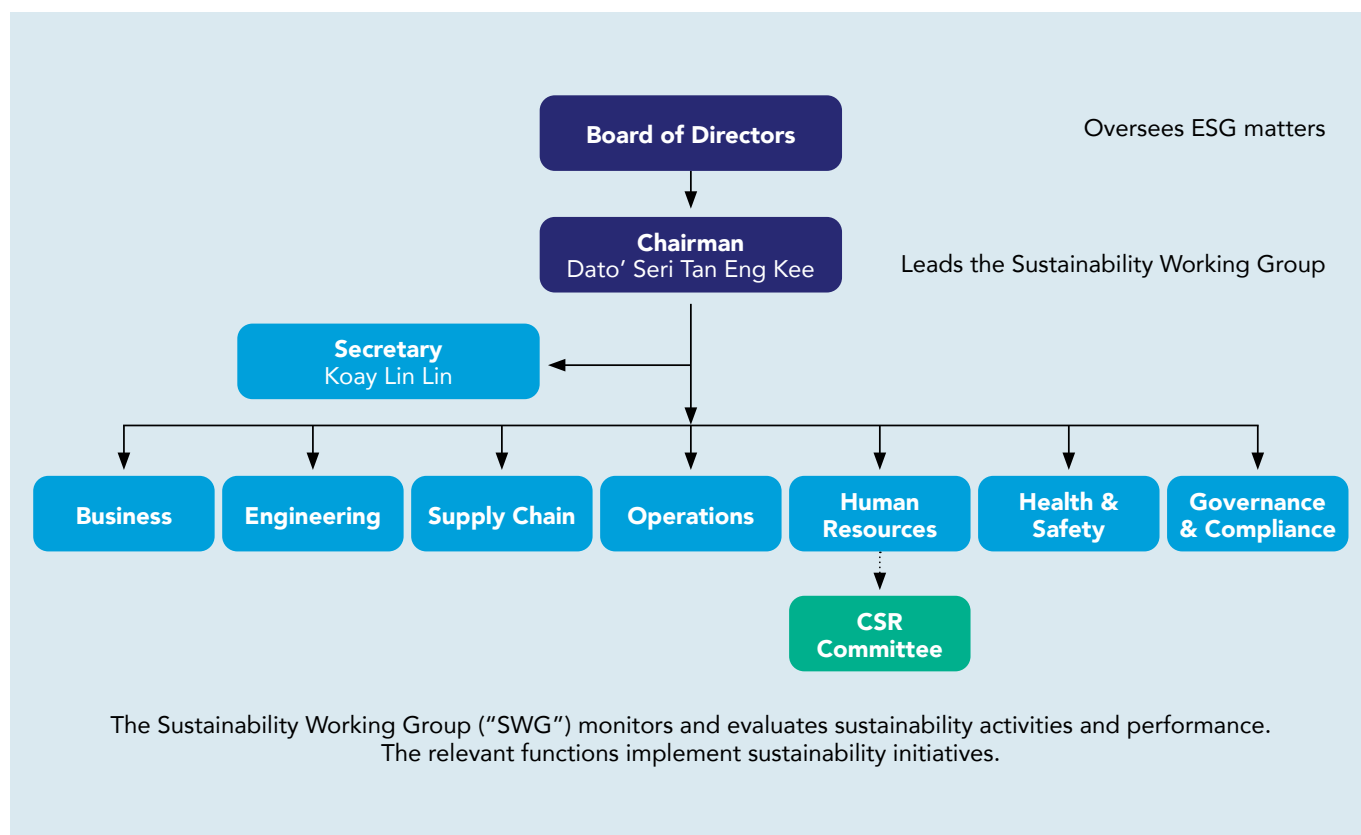 Board of Directors
Oversees ESG matters
Chairman
Dato’ Seri Tan Eng Kee
Leads the Sustainability Working Group
Secretary
Koay Lin Lin
Business
Engineering
Supply Chain
Operations
Human
Resources
Health &
Safety
Governance
& Compliance
CSR
Committee
The Sustainability Working Group (“SWG”) monitors and evaluates sustainability activities and performance.
The relevant functions implement sustainability initiatives.